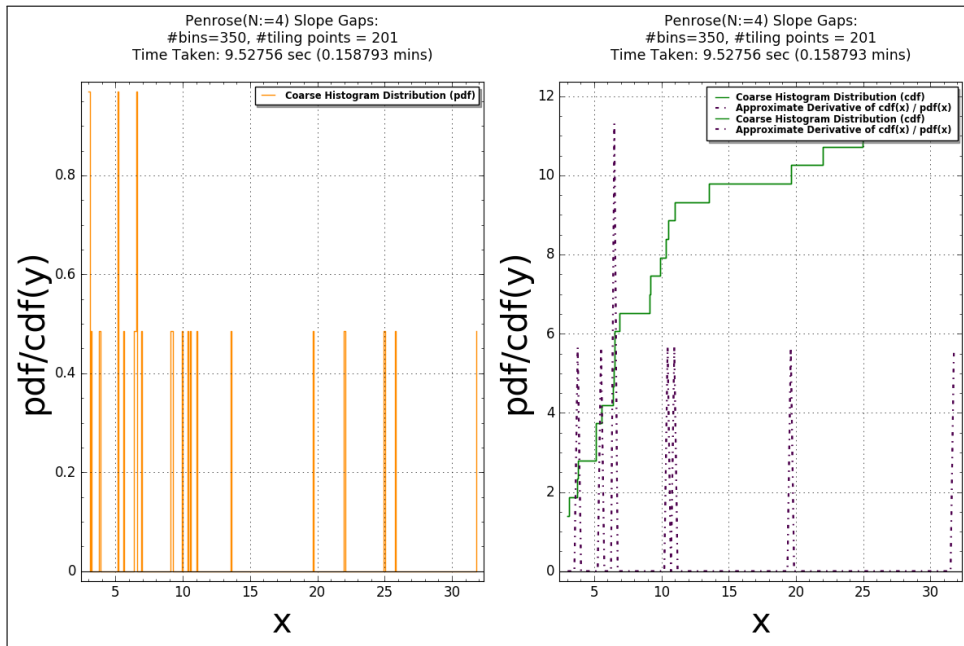 Penrose(N:=4) Slope Gaps:
#bins=350, #tiling points = 201
Time Taken: 9.52756 sec (0.158793 mins)
Coarse Histogram Distribution (pdf)
0.8
0.6
0.4
0.2
0
5
10
15
20
25
30
pdf/cdf(y)
x
Penrose(N:=4) Slope Gaps:
#bins=350, #tiling points = 201
Time Taken: 9.52756 sec (0.158793 mins)
Coarse Histogram Distribution (cdf)
Approximate Derivative of cdf(x) / pdf(x)
Coarse Histogram Distribution (cdf)
Approximate Derivative of cdf(x) / pdf(x)
12
10
8
6
4
2
0
5
10
15
20
25
30
pdf/cdf(y)
x